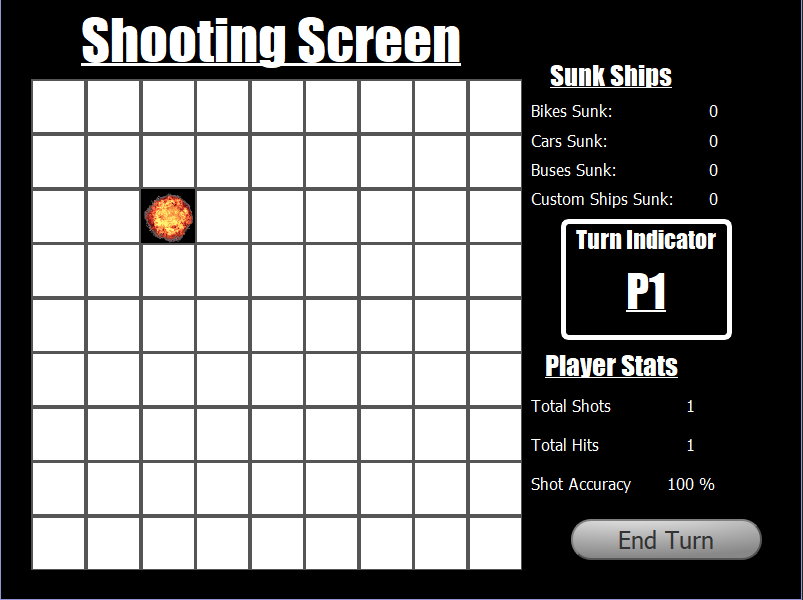 Shooting Screen
Sunk Ships
Bikes Sunk: 0
Cars Sunk: 0
Buses Sunk: 0
Custom Ships Sunk: 0
Turn Indicator
P1
Player Stats
Total Shots 1
Total Hits 1
Shot Accuracy 100 %
End Turn